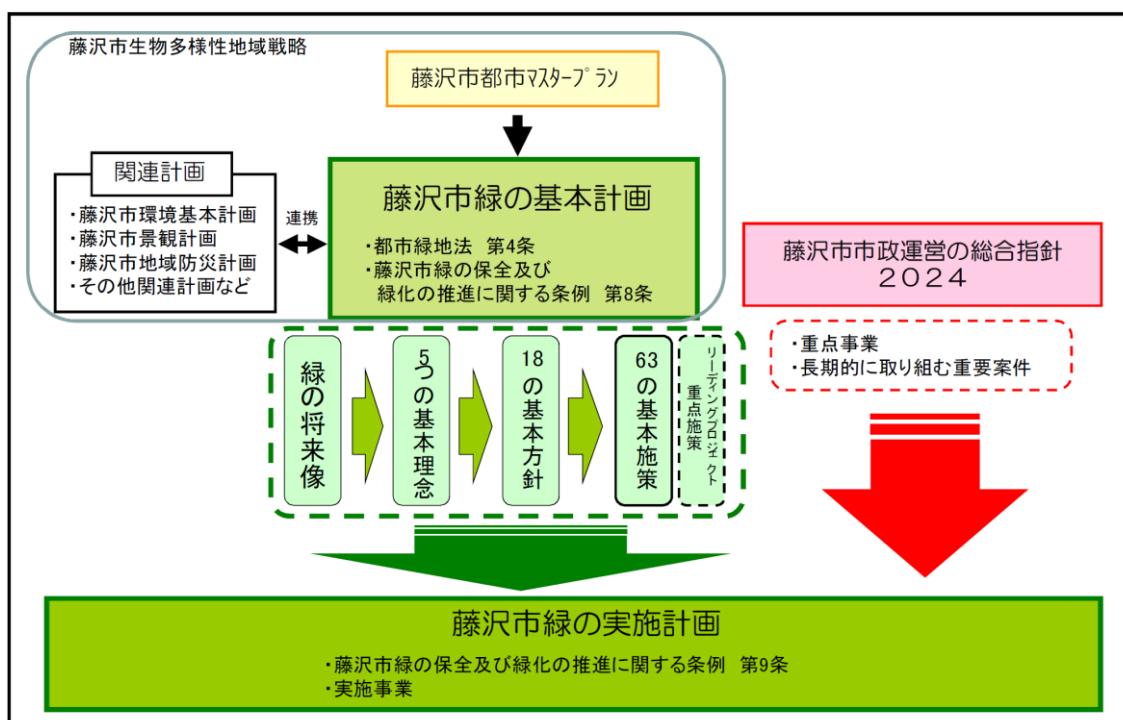 藤沢市生物多様性地域戦略
藤沢市都市ﾏｽﾀｰﾌﾟﾗﾝ
関連計画
・藤沢市環境基本計画
・藤沢市景観計画
・藤沢市地域防災計画
・その他関連計画など
連携
藤沢市緑の基本計画
・都市緑地法 第4条
・藤沢市緑の保全及び
緑化の推進に関する条例 第8条
藤沢市市政運営の総合指針
2024
・重点事業
・長期的に取り組む重要案件
緑の将来像
5つの基本理念
18の基本方針
63の基本施策
リーディングプロジェクト
重点施策
藤沢市緑の実施計画
・藤沢市緑の保全及び緑化の推進に関する条例 第9条
・実施事業